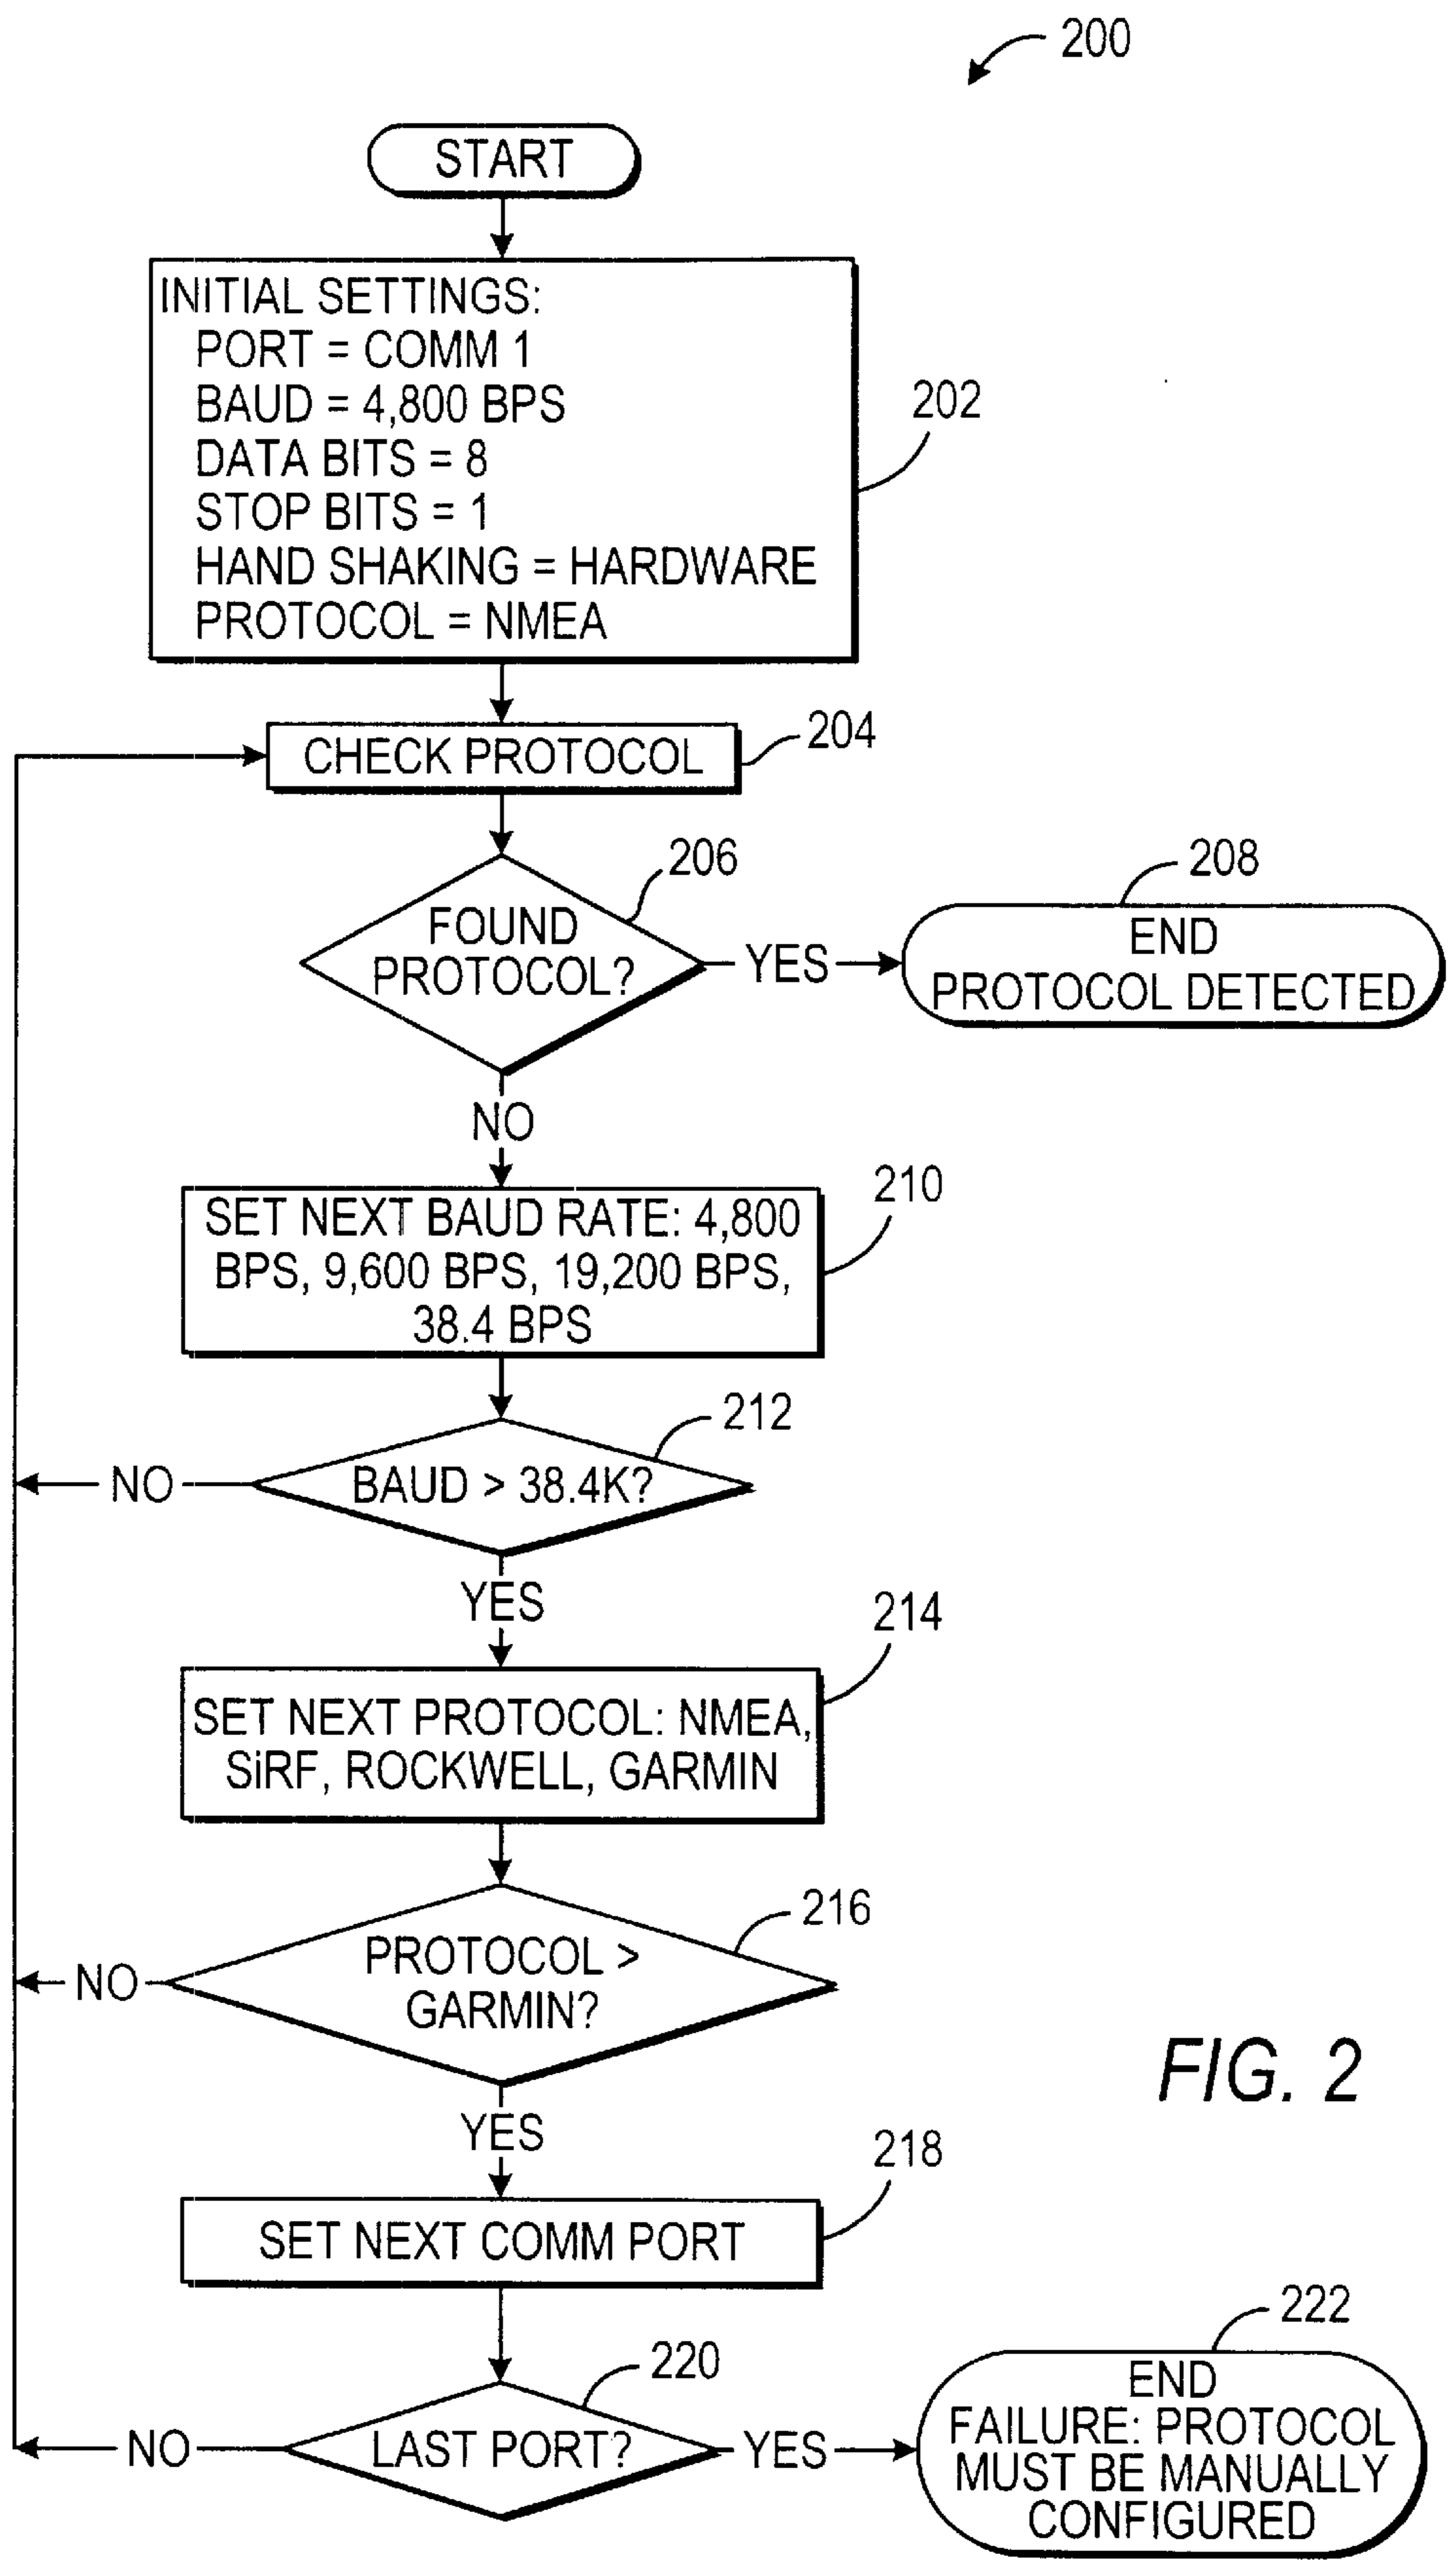 200
START
INITIAL SETTINGS:
PORT = COMM 1
BAUD = 4,800 BPS
DATA BITS = 8
STOP BITS = 1
HAND SHAKING = HARDWARE
PROTOCOL = NMEA
202
CHECK PROTOCOL
204
FOUND
PROTOCOL?
206
YES
208
END
PROTOCOL DETECTED
NO
SET NEXT BAUD RATE: 4,800
BPS, 9,600 BPS, 19,200 BPS,
38.4 BPS
210
BAUD > 38.4K?
212
NO
YES
SET NEXT PROTOCOL: NMEA,
SiRF, ROCKWELL, GARMIN
214
PROTOCOL >
GARMIN?
216
NO
YES
FIG. 2
SET NEXT COMM PORT
218
LAST PORT?
220
NO
YES
222
END
FAILURE: PROTOCOL
MUST BE MANUALLY
CONFIGURED